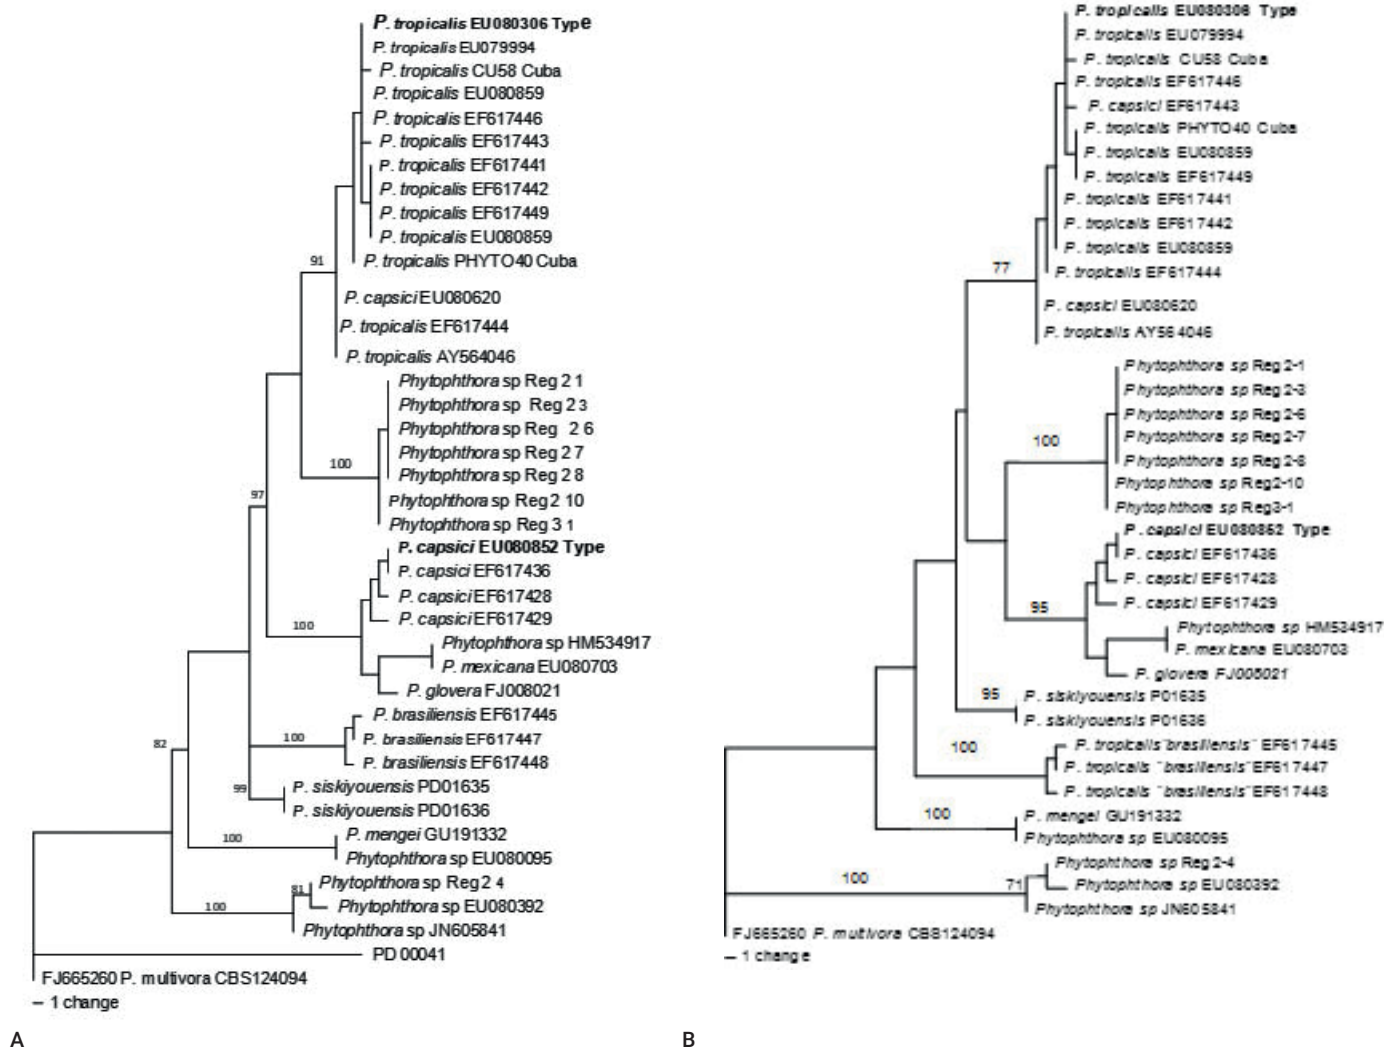 P. tropicalis EU080306 Type
P. tropicalis EU079994
P. tropicalis CU58 Cuba
P. tropicalis EU080859
P. tropicalis EF617446
P. tropicalis EF617443
P. tropicalis EF617441
P. tropicalis EF617442
P. tropicalis EF617449
P. tropicalis EU080859
P. tropicalis PHYTO40 Cuba
91
P. capsici EU080620
P. tropicalis EF617444
P. tropicalis AY564046
Phytophthora sp Reg 2 1
Phytophthora sp Reg 2 3
Phytophthora sp Reg 2 6
Phytophthora sp Reg 2 7
100
Phytophthora sp Reg 2 8
Phytophthora sp Reg 2 10
97
Phytophthora sp Reg 3 1
P. capsici EU080852 Type
P. capsici EF617436
P. capsici EF617428
P. capsici EF617429
100
Phytophthora sp HM534917
P. mexicana EU080703
P. glovera FJ008021
P. brasiliensis EF617445
100
P. brasiliensis EF617447
82
P. brasiliensis EF617448
99
P. siskiyouensis PD01635
P. siskiyouensis PD01636
P. mengei GU191332
100
Phytophthora sp EU080095
Phytophthora sp Reg 2 4
81
100
Phytophthora sp EU080392
Phytophthora sp JN605841
PD 00041
FJ665260 P. multivora CBS124094
– 1 change
A
P. tropicalis EU080306 Type
P. tropicalis EU079994
P. tropicalis CU58 Cuba
P. tropicalis EF617446
P. capsici EF617443
P. tropicalis PHYTO40 Cuba
P. tropicalis EU080859
P. tropicalis EF617449
P. tropicalis EF617441
P. tropicalis EF617442
P. tropicalis EU080859
77
P. tropicalis EF617444
P. capsici EU080620
P. tropicalis AY564046
Phytophthora sp Reg 2-1
Phytophthora sp Reg 2-3
Phytophthora sp Reg 2-6
100
Phytophthora sp Reg 2-7
Phytophthora sp Reg 2-8
Phytophthora sp Reg2-10
Phytophthora sp Reg3-1
P. capsici EU080852 Type
P. capsici EF617436
P. capsici EF617428
P. capsici EF617429
95
Phytophthora sp HM534917
P. mexicana EU080703
P. glovera FJ008021
95
P. siskiyouensis P01635
P. siskiyouensis P01636
P. tropicalis "brasiliensis" EF617445
100
P. tropicalis "brasiliensis" EF617447
P. tropicalis "brasiliensis" EF617448
100
P. mengei GU191332
Phytophthora sp EU080095
Phytophthora sp Reg 2-4
100
71
Phytophthora sp EU080392
Phytophthora sp JN605841
FJ665260 P. multivora CBS124094
– 1 change
B